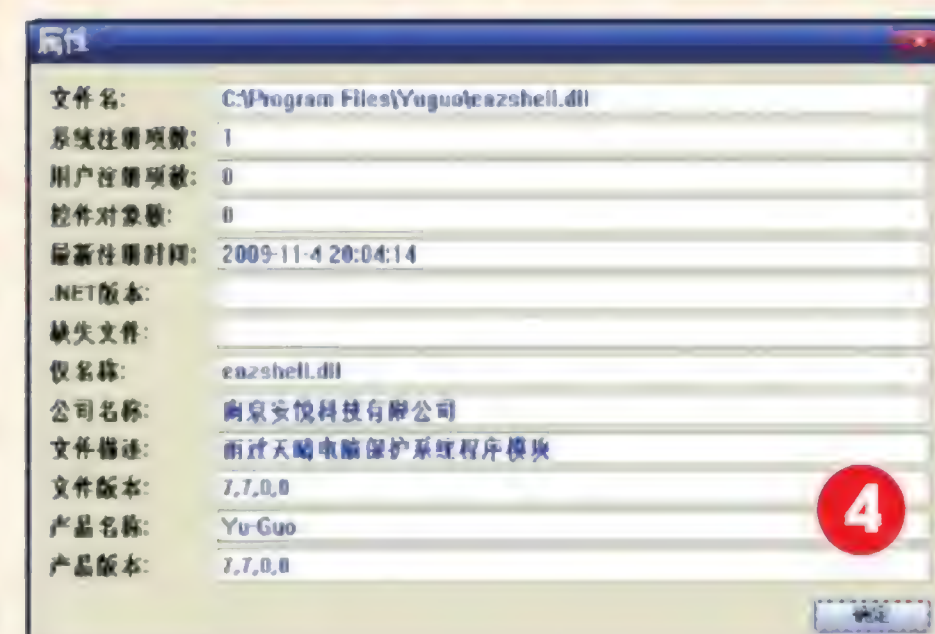 属性
文件名: C:\Program Files\Yuguo\eazshell.dll
系统注册项数: 1
用户注册项数: 0
控件对象数: 0
最新注册时间: 2009-11-4 20:04:14
.NET版本:
缺失文件:
仅名称: eazshell.dll
公司名称: 南京安悦科技有限公司
文件描述: 雨过天晴电脑保护系统程序模块
文件版本: 7,7,0,0
产品名称: Yu-Guo
产品版本: 7,7,0,0
4
确定